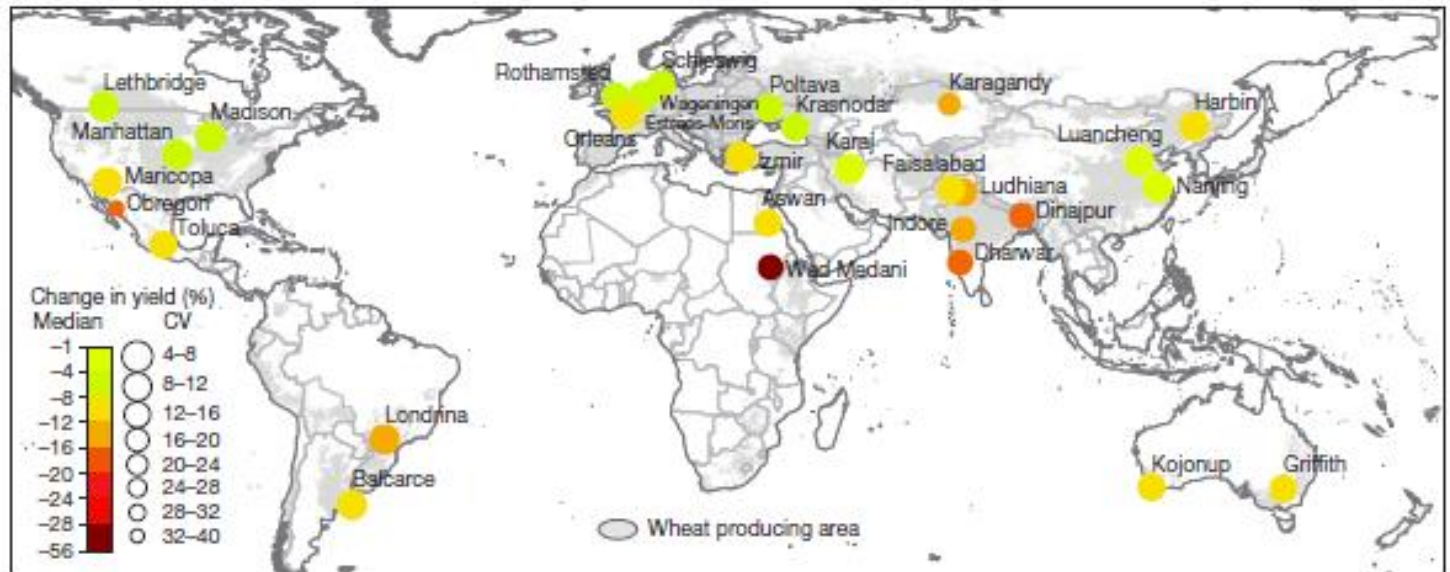 Lethbridge
Madison
Manhattan
Maricopa
Obregon
Toluca
Londrina
Balcarce
Rothamsted
Schleswig
Wageningen
Estrees-Mons
Orleans
Poltava
Krasnodar
Izmir
Karaj
Aswan
Wad Medani
Karagandy
Faisalabad
Ludhiana
Indore
Dinajpur
Dharwar
Harbin
Luancheng
Nanjing
Kojonup
Griffith
Change in yield (%)
Median CV
–1
–4
–8
–12
–16
–20
–24
–28
–56
4–8
8–12
12–16
16–20
20–24
24–28
28–32
32–40
Wheat producing area